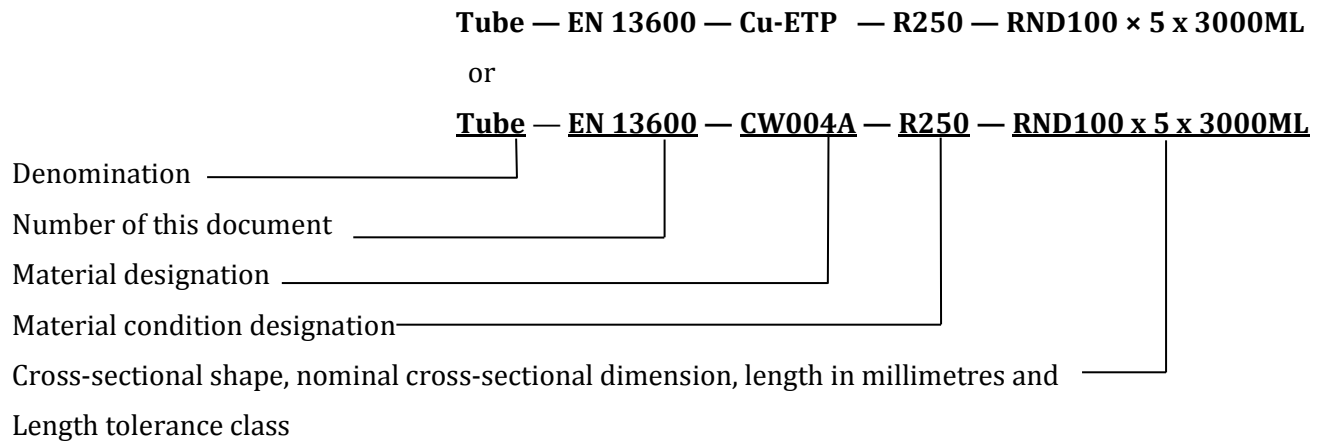 Tube — EN 13600 — Cu-ETP — R250 — RND100 × 5 x 3000ML
or
Tube — EN 13600 — CW004A — R250 — RND100 x 5 x 3000ML
Denomination
Number of this document
Material designation
Material condition designation
Cross-sectional shape, nominal cross-sectional dimension, length in millimetres and
Length tolerance class